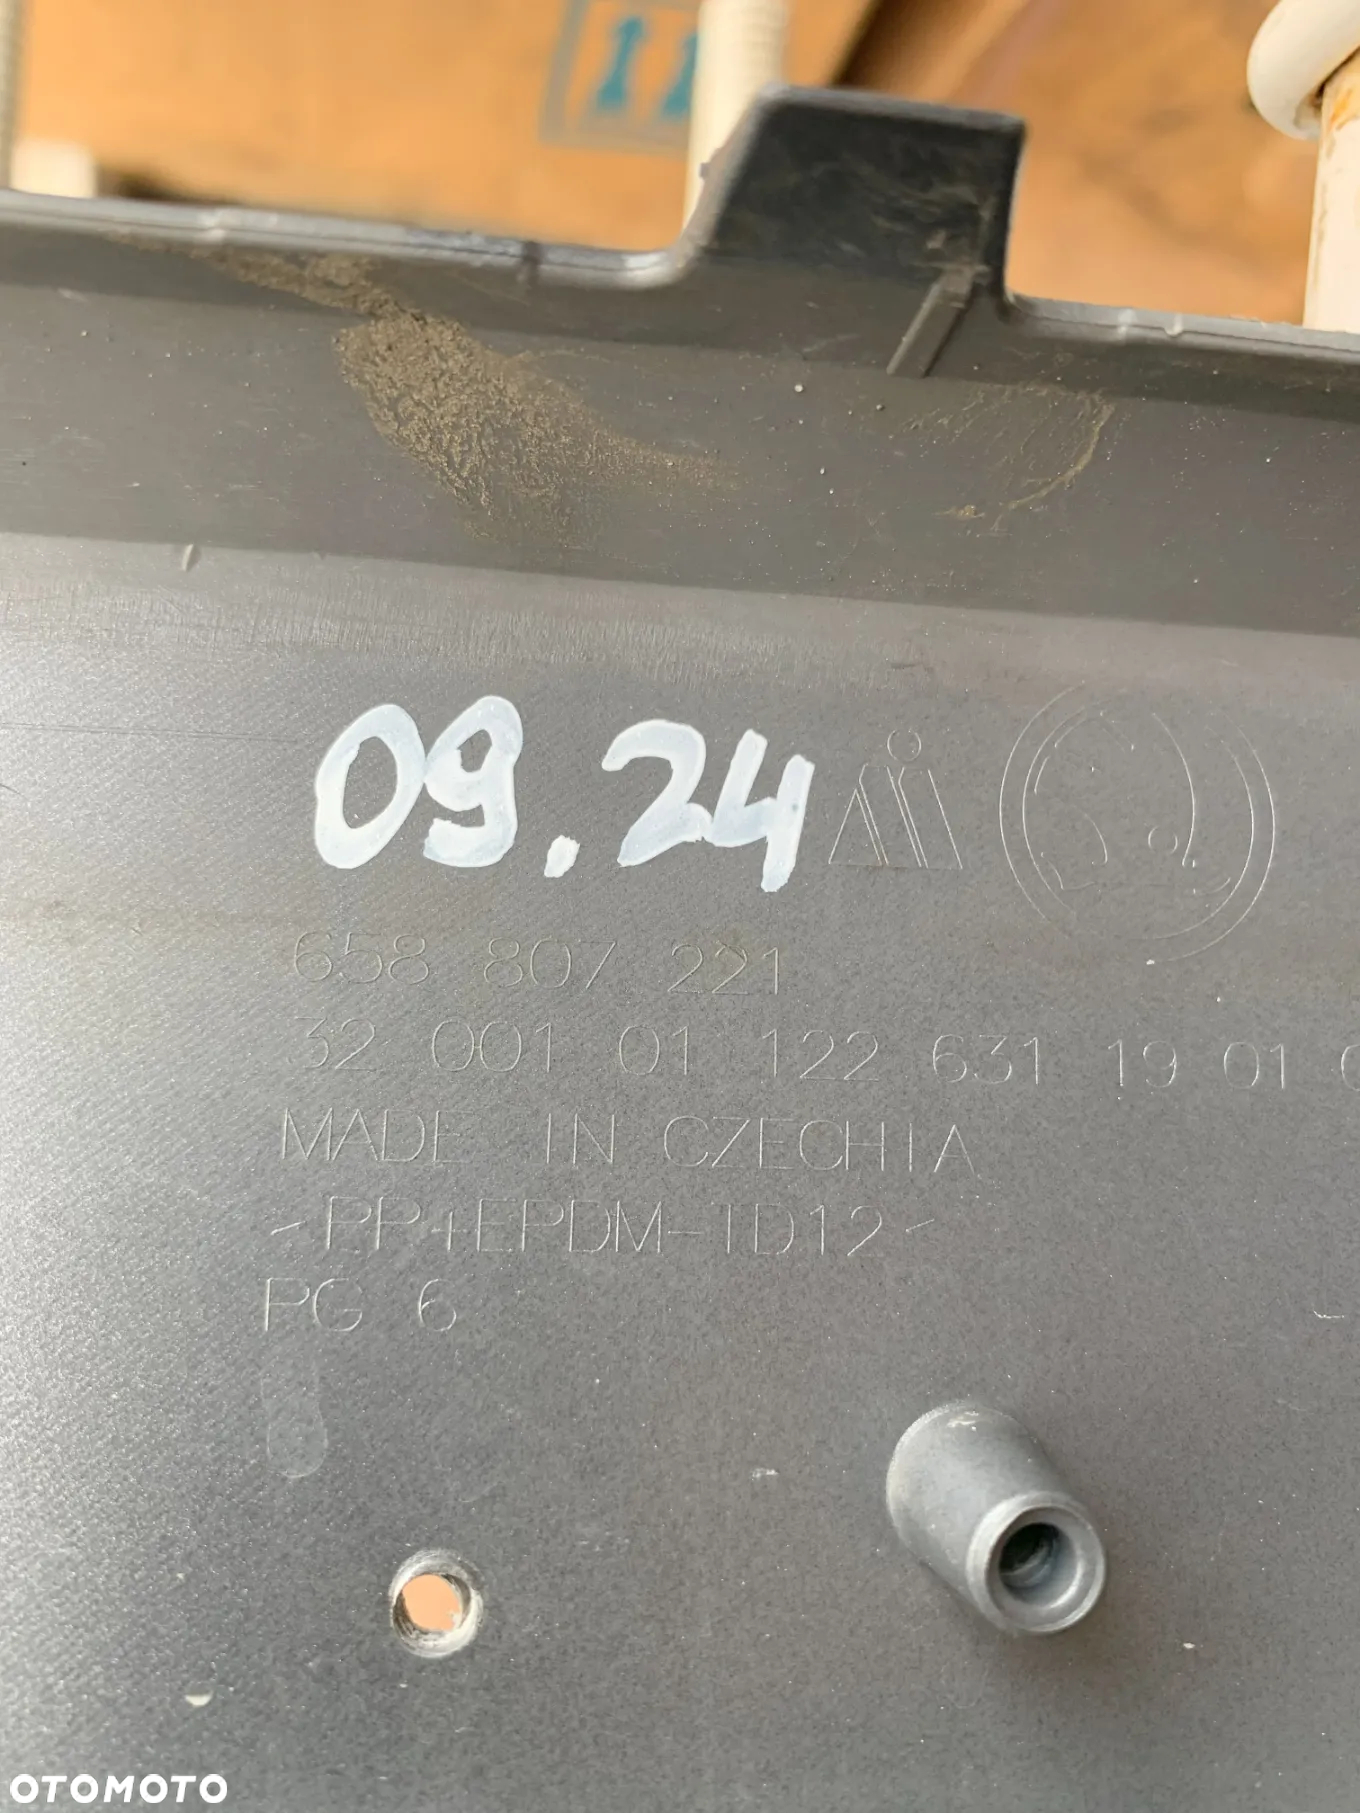 09.24
658 807 221
32 001 01 122 631 19 01
MADE IN CZECHIA
>PP+EPDM-TD12<
PG 6
OTOMOTO